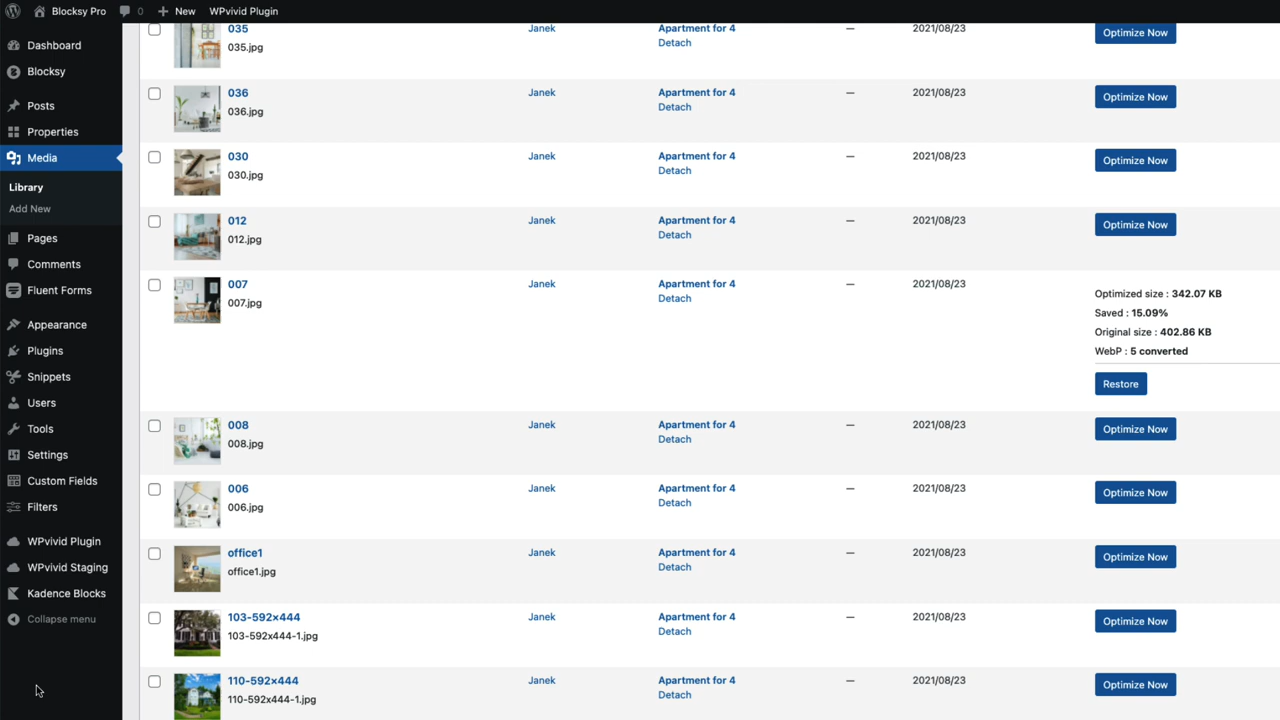 Blocksy Pro 0 New WPvivid Plugin
Dashboard
Blocksy
Posts
Properties
Media
Library
Add New
Pages
Comments
Fluent Forms
Appearance
Plugins
Snippets
Users
Tools
Settings
Custom Fields
Filters
WPvivid Plugin
WPvivid Staging
Kadence Blocks
Collapse menu
035 Janek Apartment for 4 — 2021/08/23 Optimize Now
035.jpg Detach
036 Janek Apartment for 4 — 2021/08/23 Optimize Now
036.jpg Detach
030 Janek Apartment for 4 — 2021/08/23 Optimize Now
030.jpg Detach
012 Janek Apartment for 4 — 2021/08/23 Optimize Now
012.jpg Detach
007 Janek Apartment for 4 — 2021/08/23
007.jpg Detach
Optimized size : 342.07 KB
Saved : 15.09%
Original size : 402.86 KB
WebP : 5 converted
Restore
008 Janek Apartment for 4 — 2021/08/23 Optimize Now
008.jpg Detach
006 Janek Apartment for 4 — 2021/08/23 Optimize Now
006.jpg Detach
office1 Janek Apartment for 4 — 2021/08/23 Optimize Now
office1.jpg Detach
103-592×444 Janek Apartment for 4 — 2021/08/23 Optimize Now
103-592x444-1.jpg Detach
110-592×444 Janek Apartment for 4 — 2021/08/23 Optimize Now
110-592x444-1.jpg Detach